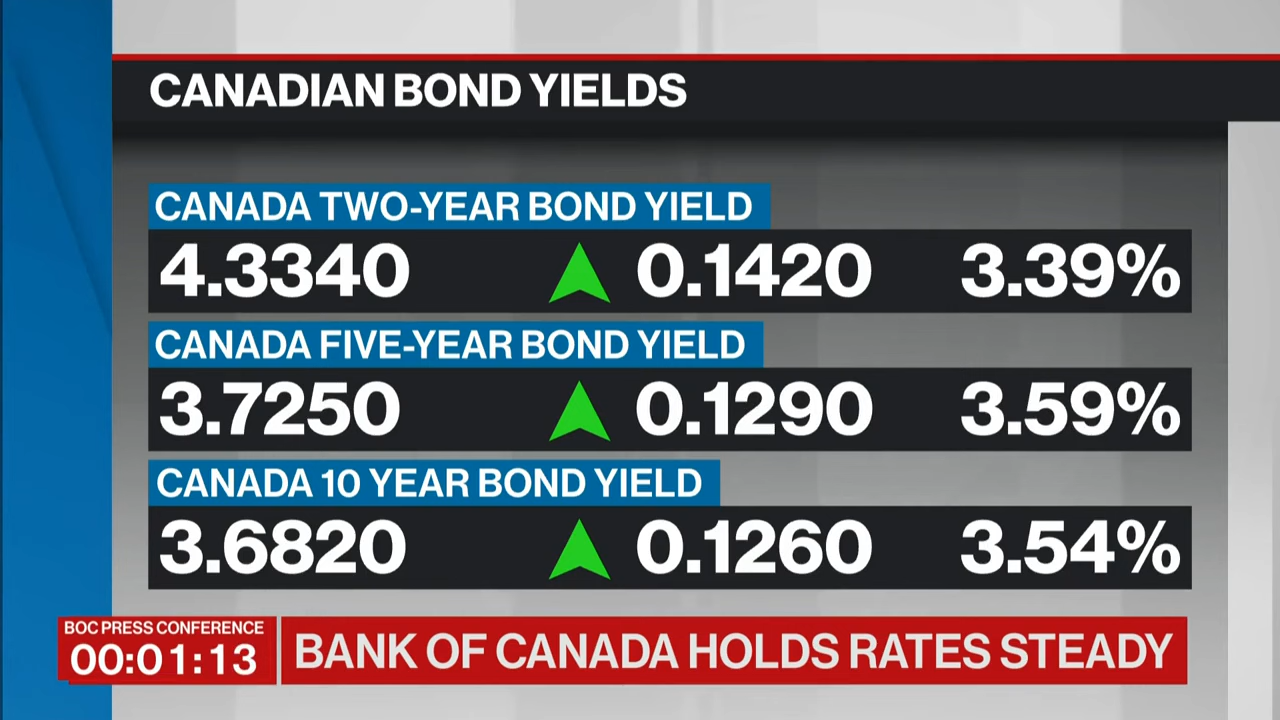 CANADIAN BOND YIELDS
CANADA TWO-YEAR BOND YIELD
4.3340 0.1420 3.39%
CANADA FIVE-YEAR BOND YIELD
3.7250 0.1290 3.59%
CANADA 10 YEAR BOND YIELD
3.6820 0.1260 3.54%
BOC PRESS CONFERENCE
00:01:13
BANK OF CANADA HOLDS RATES STEADY